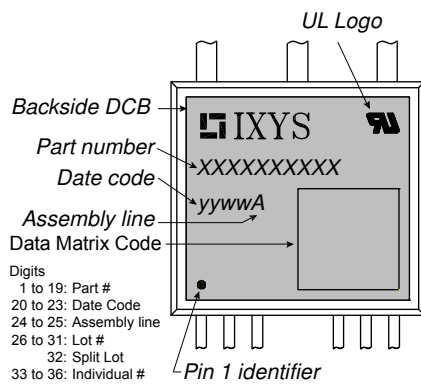 UL Logo
Backside DCB
IXYS
Part number
XXXXXXXXXX
Date code
yywwA
Assembly line
Data Matrix Code
Digits
1 to 19: Part #
20 to 23: Date Code
24 to 25: Assembly line
26 to 31: Lot #
32: Split Lot
33 to 36: Individual #
Pin 1 identifier